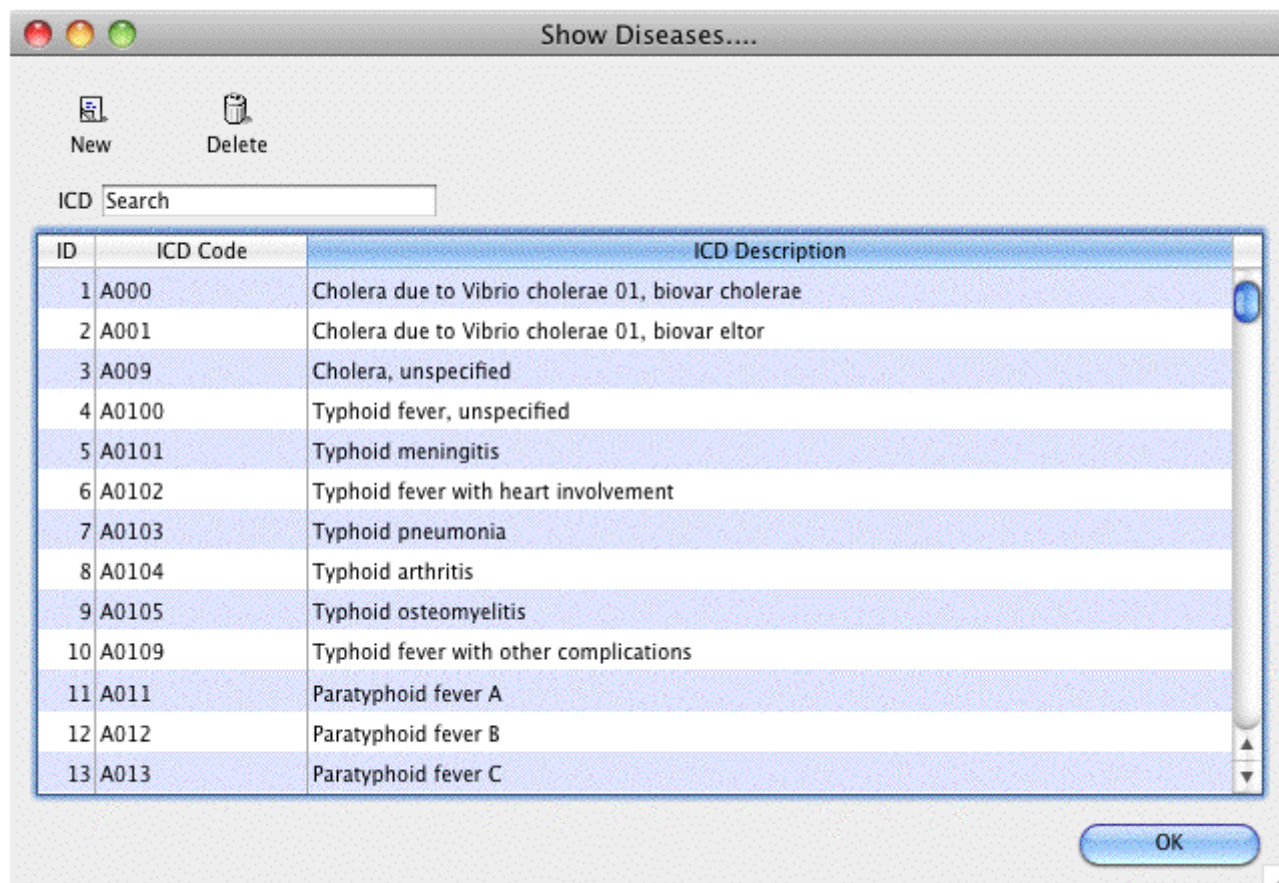 Show Diseases....
New Delete
ICD Search
ID ICD Code ICD Description
1 A000 Cholera due to Vibrio cholerae 01, biovar cholerae
2 A001 Cholera due to Vibrio cholerae 01, biovar eltor
3 A009 Cholera, unspecified
4 A0100 Typhoid fever, unspecified
5 A0101 Typhoid meningitis
6 A0102 Typhoid fever with heart involvement
7 A0103 Typhoid pneumonia
8 A0104 Typhoid arthritis
9 A0105 Typhoid osteomyelitis
10 A0109 Typhoid fever with other complications
11 A011 Paratyphoid fever A
12 A012 Paratyphoid fever B
13 A013 Paratyphoid fever C
OK